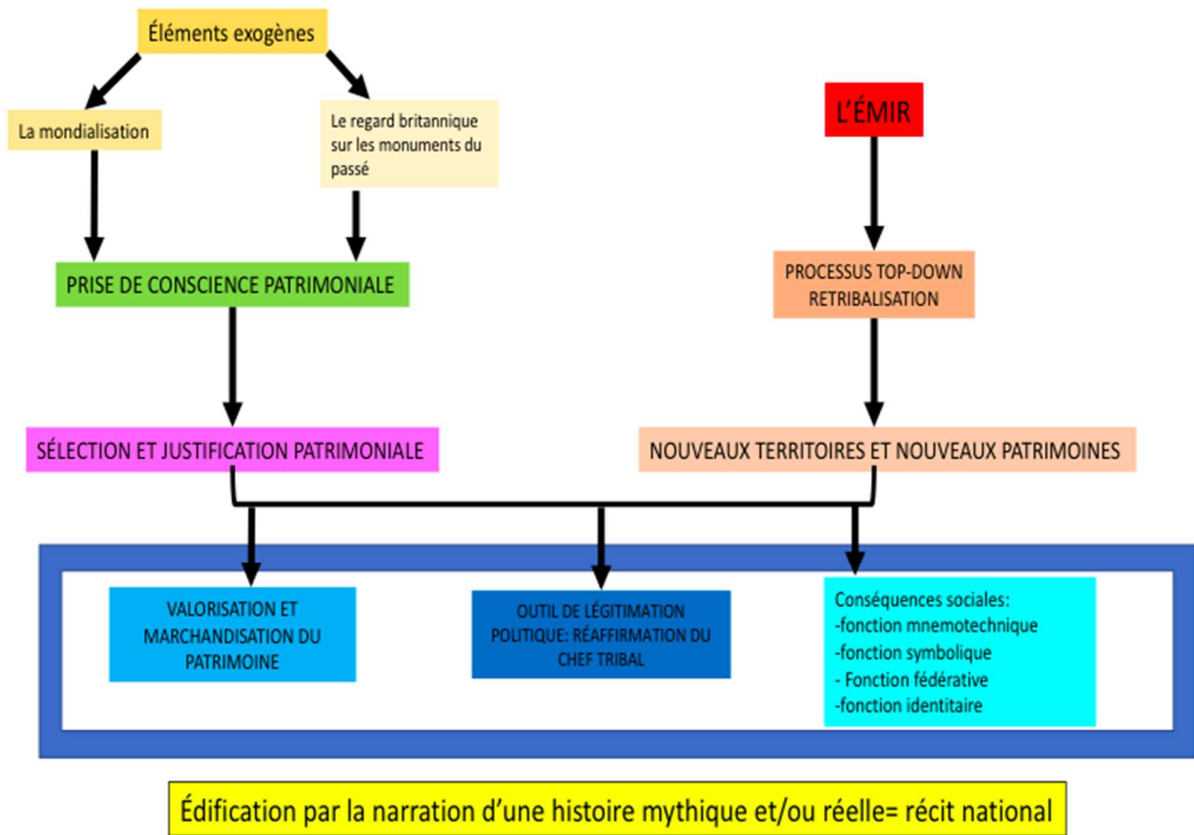 Éléments exogènes
La mondialisation
Le regard britannique
sur les monuments du
passé
L'ÉMIR
PRISE DE CONSCIENCE PATRIMONIALE
PROCESSUS TOP-DOWN
RETRIBALISATION
SÉLECTION ET JUSTIFICATION PATRIMONIALE
NOUVEAUX TERRITOIRES ET NOUVEAUX PATRIMOINES
VALORISATION ET
MARCHANDISATION DU
PATRIMOINE
OUTIL DE LÉGITIMATION
POLITIQUE: RÉAFFIRMATION DU
CHEF TRIBAL
Conséquences sociales:
-fonction mnemotechnique
-fonction symbolique
- Fonction fédérative
-fonction identitaire
Édification par la narration d'une histoire mythique et/ou réelle= récit national